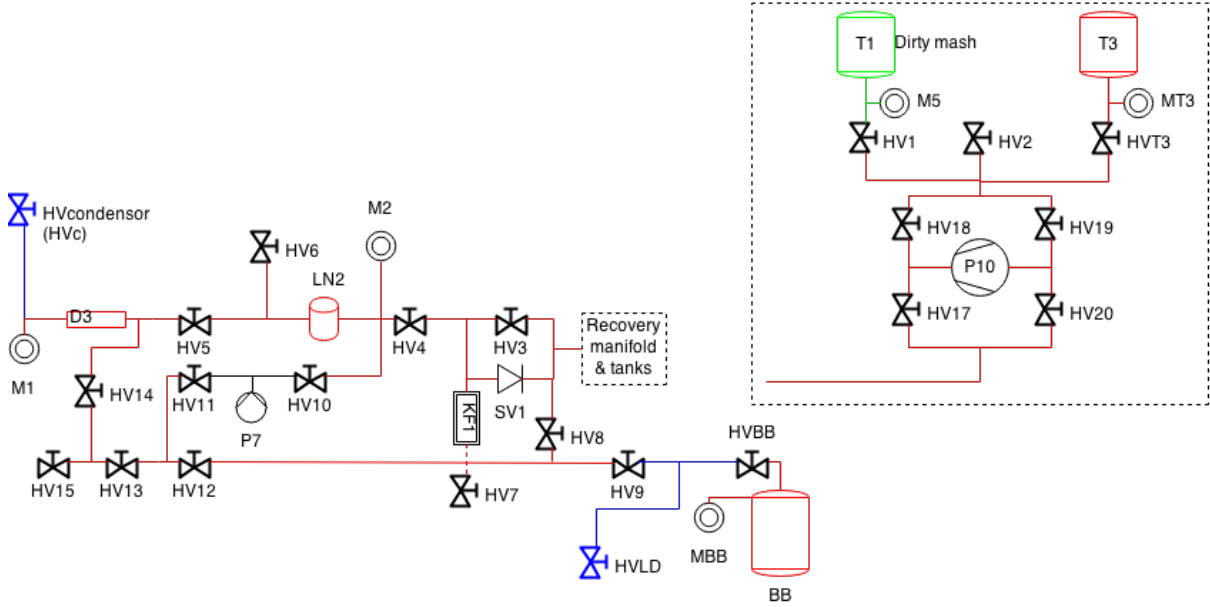 T1
Dirty mash
T3
M5
MT3
HV1
HV2
HVT3
HVcondensor
(HVc)
M2
HV6
HV18
HV19
LN2
P10
D3
HV17
HV20
HV5
HV4
HV3
Recovery
manifold
& tanks
M1
HV14
HV11
HV10
SV1
P7
KF1
HV8
HVBB
HV15
HV13
HV12
HV7
HV9
MBB
HVLD
BB